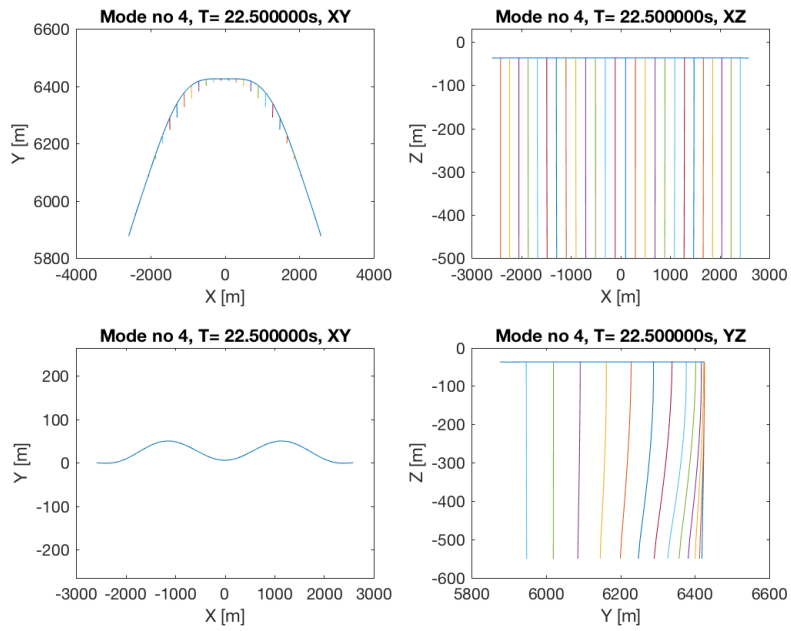 Mode no 4, T= 22.500000s, XY
6600
6400
6200
6000
5800
Y [m]
-4000 -2000 0 2000 4000
X [m]
Mode no 4, T= 22.500000s, XZ
0
-100
-200
-300
-400
-500
Z [m]
-3000 -2000 -1000 0 1000 2000 3000
X [m]
Mode no 4, T= 22.500000s, XY
200
100
0
-100
-200
Y [m]
-3000 -2000 -1000 0 1000 2000 3000
X [m]
Mode no 4, T= 22.500000s, YZ
0
-100
-200
-300
-400
-500
-600
Z [m]
5800 6000 6200 6400 6600
Y [m]